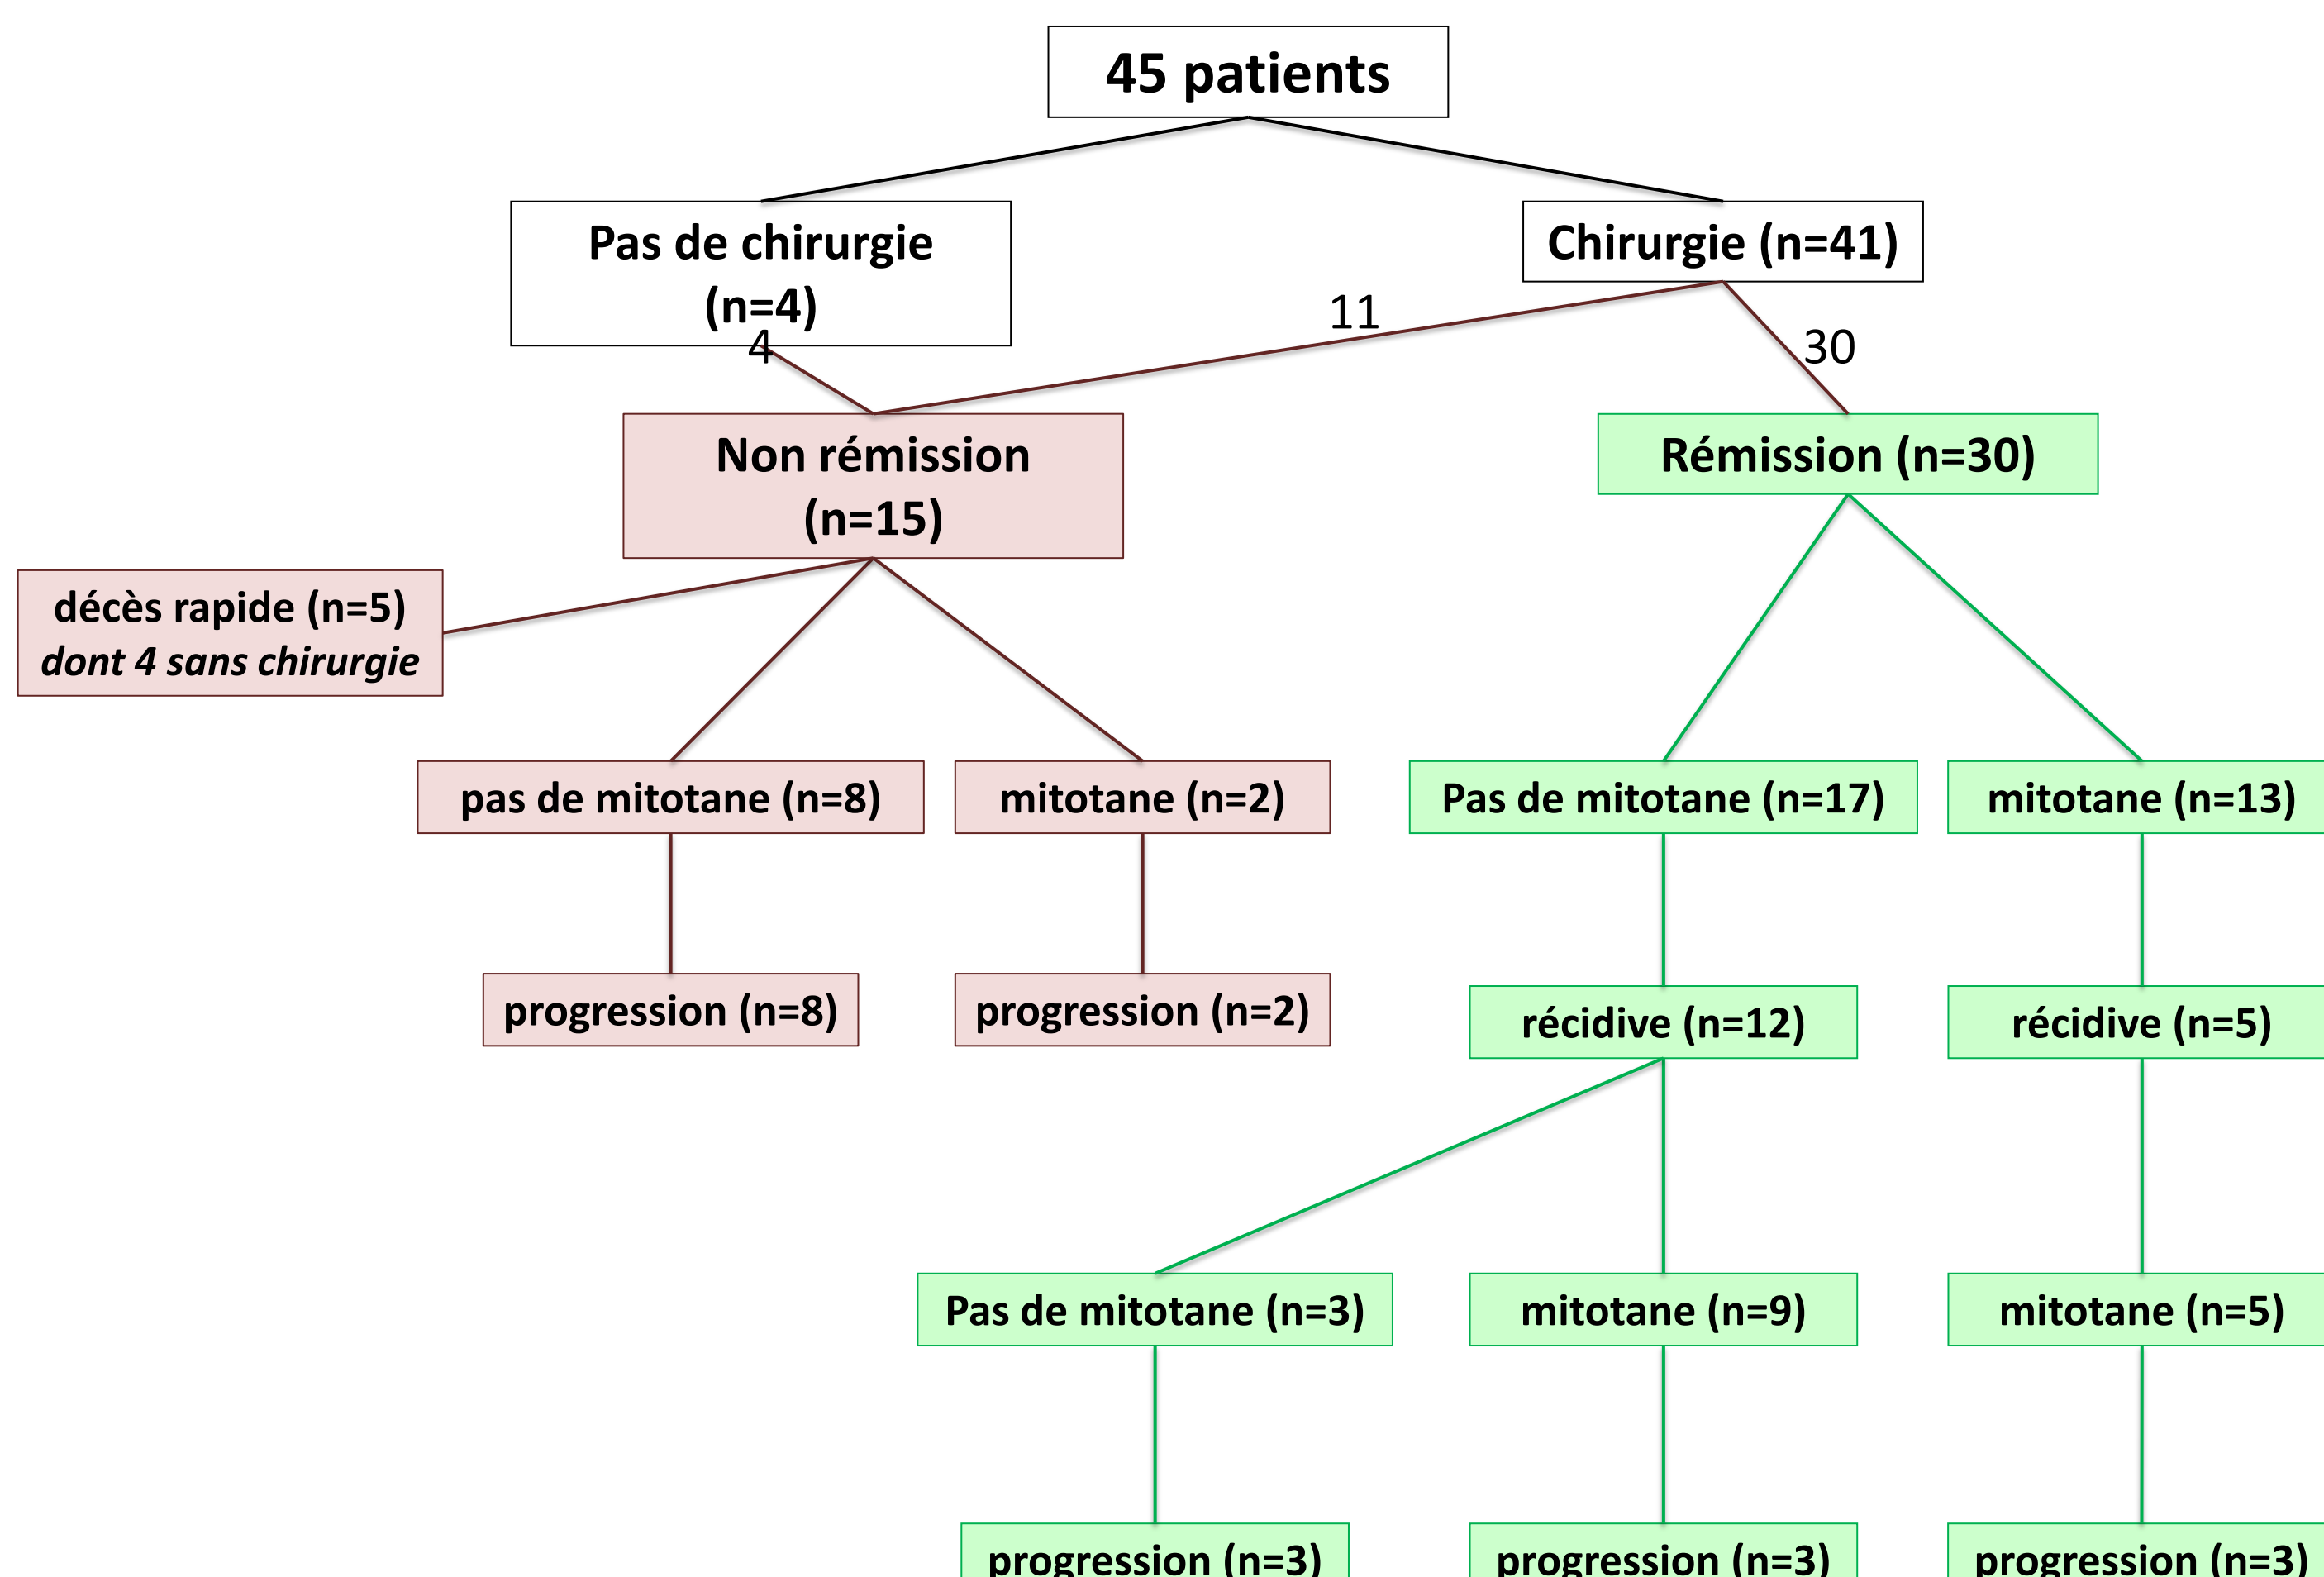 45 patients
Pas de chirurgie
(n=4)
Chirurgie (n=41)
4
11
30
Non rémission
(n=15)
Rémission (n=30)
décès rapide (n=5)
dont 4 sans chirurgie
pas de mitotane (n=8)
mitotane (n=2)
Pas de mitotane (n=17)
mitotane (n=13)
progression (n=8)
progression (n=2)
récidive (n=12)
récidive (n=5)
Pas de mitotane (n=3)
mitotane (n=9)
mitotane (n=5)
progression (n=3)
progression (n=3)
progression (n=3)